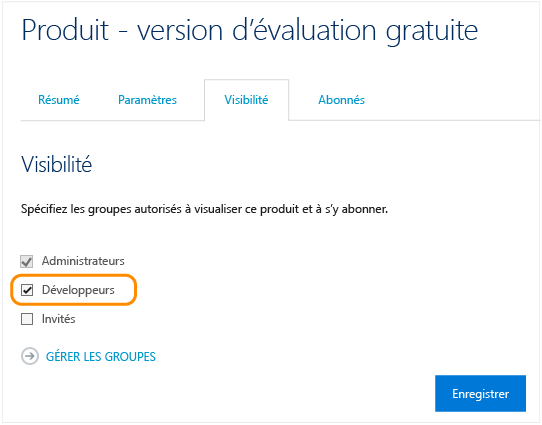 Produit - version d’évaluation gratuite
Résumé Paramètres Visibilité Abonnés
Visibilité
Spécifiez les groupes autorisés à visualiser ce produit et à s’y abonner.
Administrateurs
Développeurs
Invités
GÉRER LES GROUPES
Enregistrer